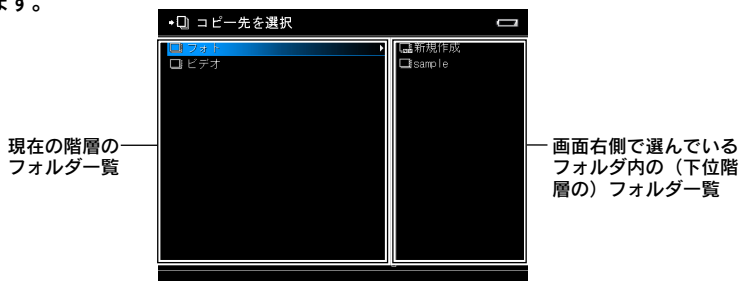 ます。
コピー先を選択
フォト
ビデオ
新規作成
sample
現在の階層の
フォルダ一覧
画面右側で選んでいる
フォルダ内の（下位階
層の）フォルダ一覧